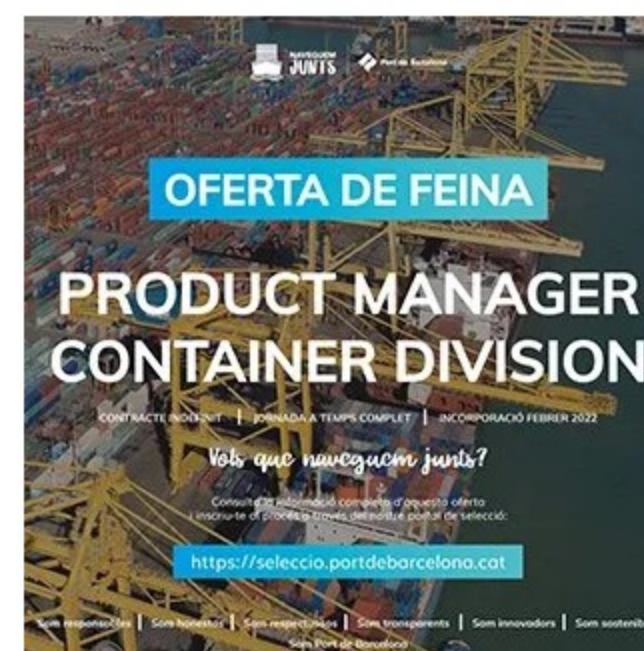 NAVEGUEM
JUNTS
Port de Barcelona
OFERTA DE FEINA
PRODUCT MANAGER
CONTAINER DIVISION
CONTRACTE INDEFINIT | JORNADA A TEMPS COMPLET | INCORPORACIÓ FEBRER 2022
Vols que naveguem junts?
Consulta la informació completa d'aquesta oferta
i inscriu-te al procés a través del nostre portal de selecció:
https://seleccio.portdebarcelona.cat
Som responsables | Som honestos | Som respectuosos | Som transparents | Som innovadors | Som sostenib
Som Port de Barcelona